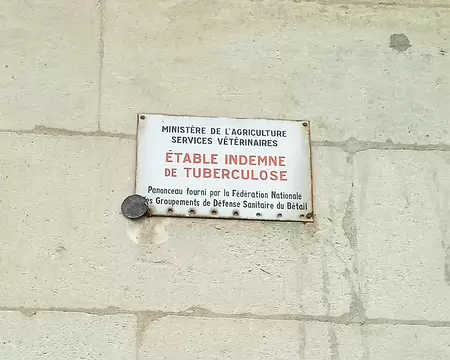 MINISTÈRE DE L'AGRICULTURE
SERVICES VÉTÉRINAIRES
ÉTABLE INDEMNE
DE TUBERCULOSE
Panonceau fourni par la Fédération Nationale
des Groupements de Défense Sanitaire du Bétail